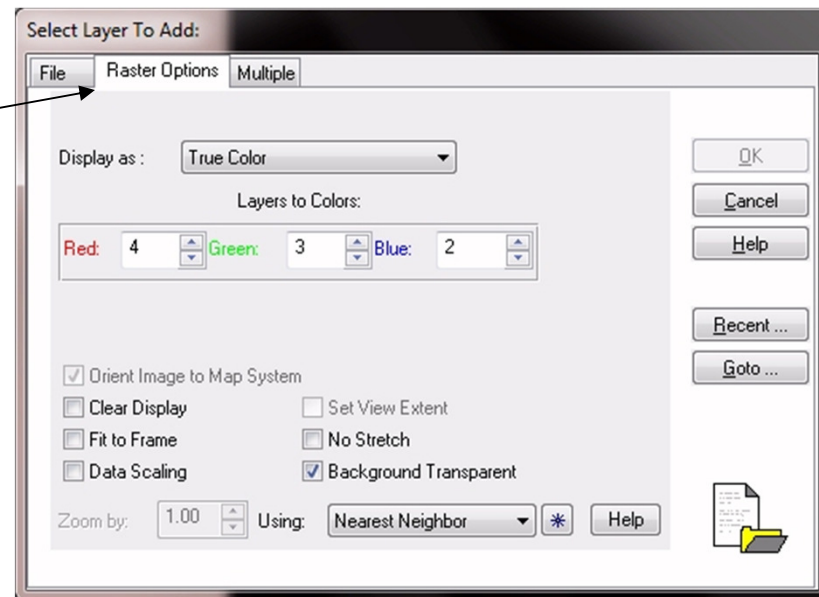 Select Layer To Add:
File Raster Options Multiple
Display as : True Color
Layers to Colors:
Red: 4 Green: 3 Blue: 2
Orient Image to Map System
Clear Display Set View Extent
Fit to Frame No Stretch
Data Scaling Background Transparent
Zoom by: 1.00 Using: Nearest Neighbor Help
OK
Cancel
Help
Recent ...
Goto ...